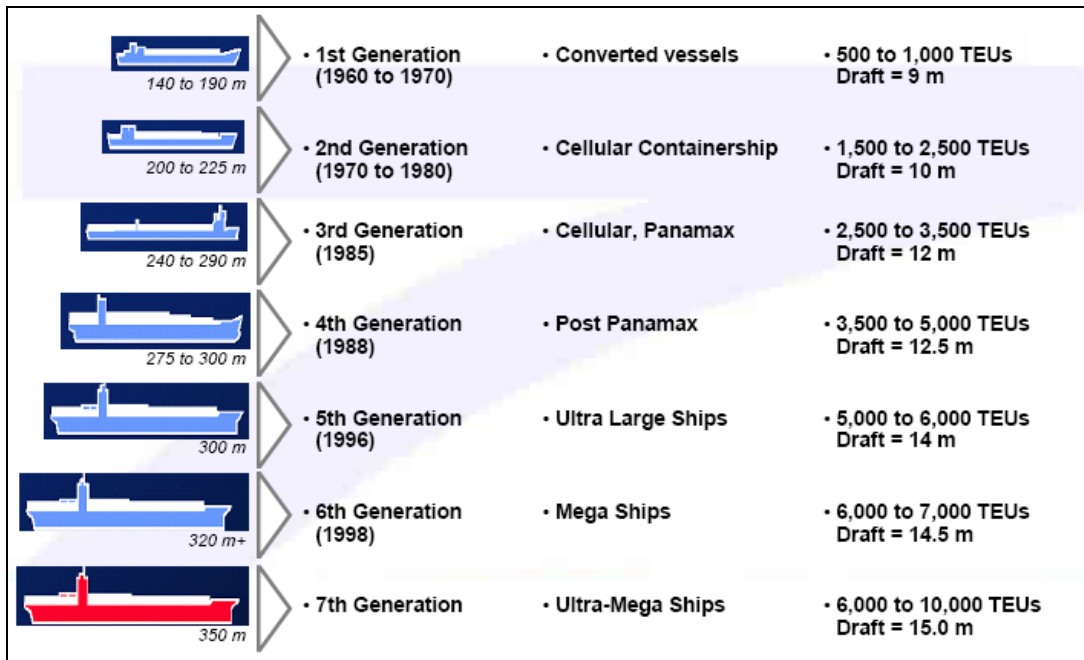 140 to 190 m
• 1st Generation
(1960 to 1970)
• Converted vessels
• 500 to 1,000 TEUs
Draft = 9 m
200 to 225 m
• 2nd Generation
(1970 to 1980)
• Cellular Containership
• 1,500 to 2,500 TEUs
Draft = 10 m
240 to 290 m
• 3rd Generation
(1985)
• Cellular, Panamax
• 2,500 to 3,500 TEUs
Draft = 12 m
275 to 300 m
• 4th Generation
(1988)
• Post Panamax
• 3,500 to 5,000 TEUs
Draft = 12.5 m
300 m
• 5th Generation
(1996)
• Ultra Large Ships
• 5,000 to 6,000 TEUs
Draft = 14 m
320 m+
• 6th Generation
(1998)
• Mega Ships
• 6,000 to 7,000 TEUs
Draft = 14.5 m
350 m
• 7th Generation
• Ultra-Mega Ships
• 6,000 to 10,000 TEUs
Draft = 15.0 m